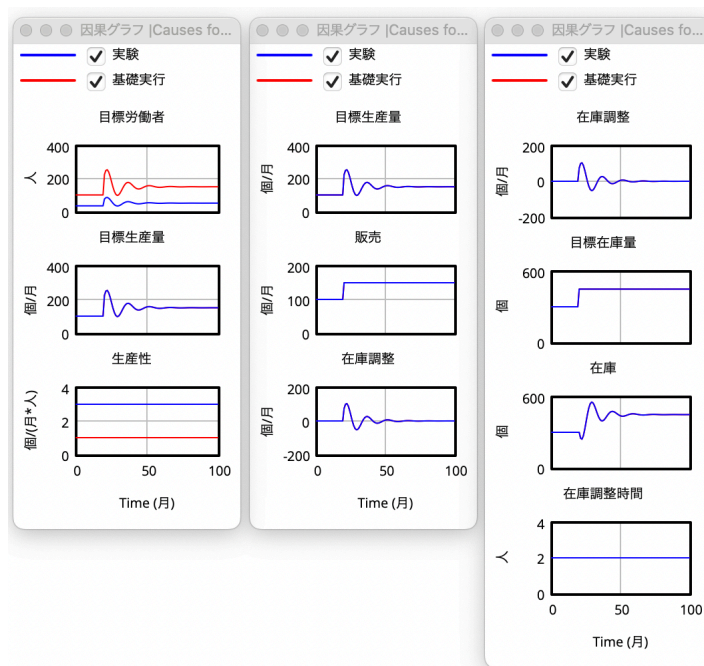 因果グラフ |Causes fo...
実験
基礎実行
目標労働者
400
200
0
人
目標生産量
400
200
0
個/月
生産性
4
2
0
個/(月*人)
0 50 100
Time (月)
因果グラフ |Causes fo...
実験
基礎実行
目標生産量
400
200
0
個/月
販売
200
100
0
個/月
在庫調整
200
0
-200
個/月
0 50 100
Time (月)
因果グラフ |Causes fo...
実験
基礎実行
在庫調整
200
0
-200
個/月
目標在庫量
600
0
個
在庫
600
0
個
在庫調整時間
4
2
0
人
0 50 100
Time (月)